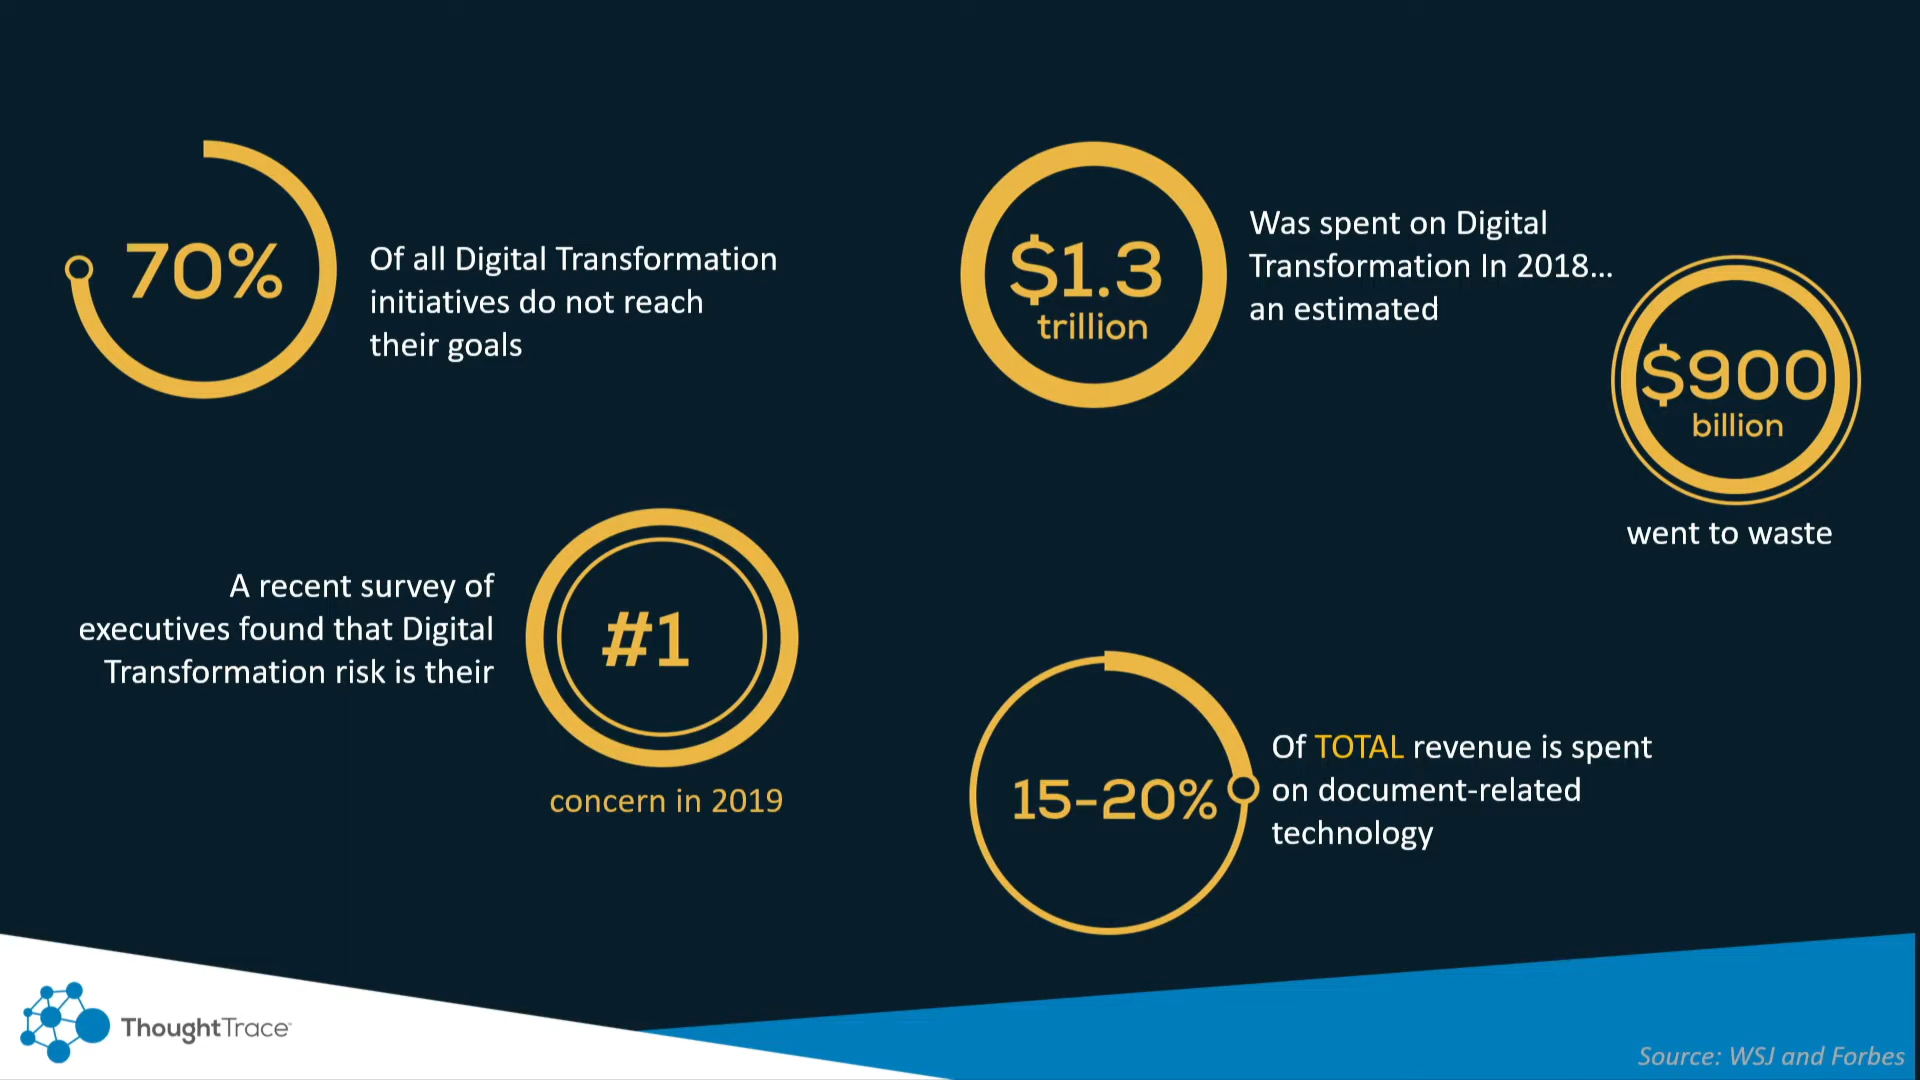 70%
Of all Digital Transformation
initiatives do not reach
their goals
$1.3
trillion
Was spent on Digital
Transformation In 2018...
an estimated
$900
billion
went to waste
A recent survey of
executives found that Digital
Transformation risk is their
#1
concern in 2019
15-20%
Of TOTAL revenue is spent
on document-related
technology
ThoughtTrace
Source: WSJ and Forbes